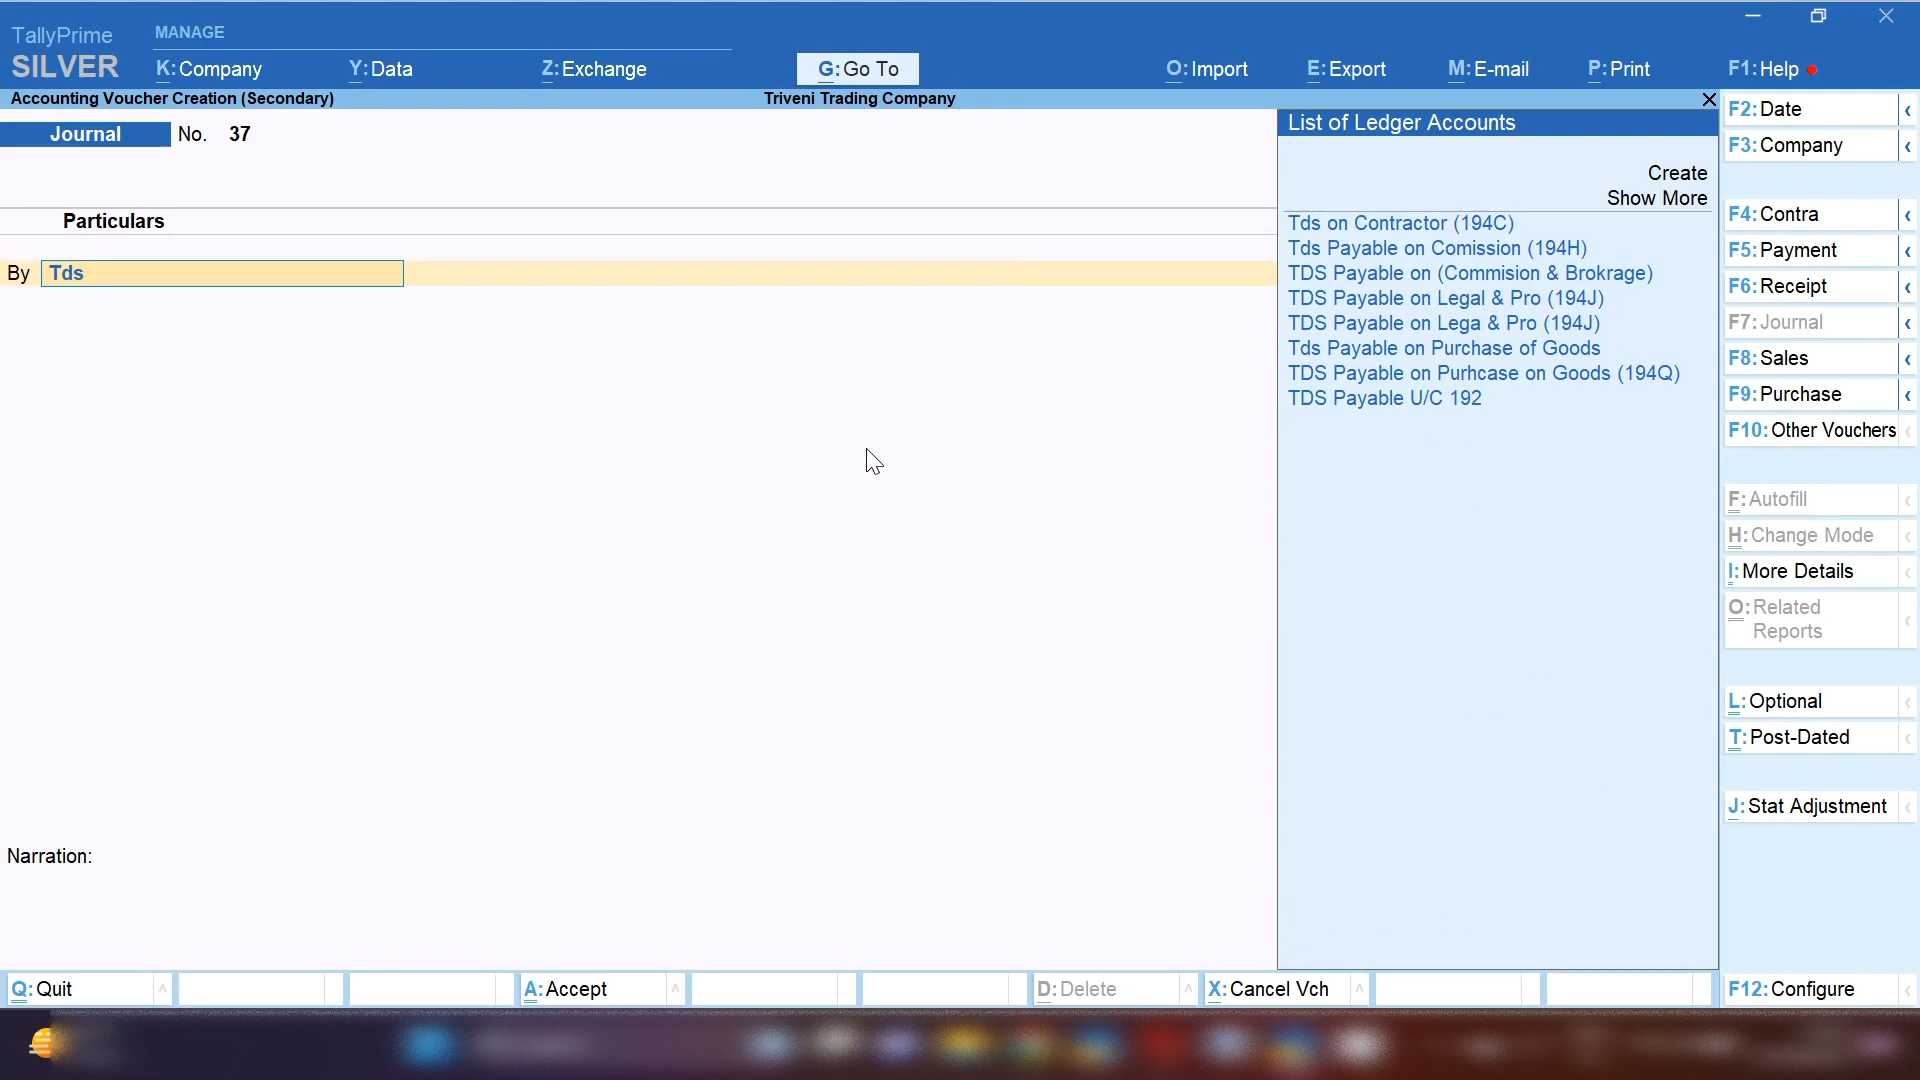 TallyPrime
SILVER
MANAGE
K:Company
Y:Data
Z:Exchange
G:Go To
O:Import
E:Export
M:E-mail
P:Print
F1:Help
Accounting Voucher Creation (Secondary)
Triveni Trading Company
Journal No. 37
Particulars
By Tds
Narration:
List of Ledger Accounts
Create
Show More
Tds on Contractor (194C)
Tds Payable on Comission (194H)
TDS Payable on (Commision & Brokrage)
TDS Payable on Legal & Pro (194J)
TDS Payable on Lega & Pro (194J)
Tds Payable on Purchase of Goods
TDS Payable on Purhcase on Goods (194Q)
TDS Payable U/C 192
F2:Date
F3:Company
F4:Contra
F5:Payment
F6:Receipt
F7:Journal
F8:Sales
F9:Purchase
F10:Other Vouchers
F:Autofill
H:Change Mode
I:More Details
O:Related
Reports
L:Optional
T:Post-Dated
J:Stat Adjustment
F12:Configure
Q:Quit
A:Accept
D:Delete
X:Cancel Vch